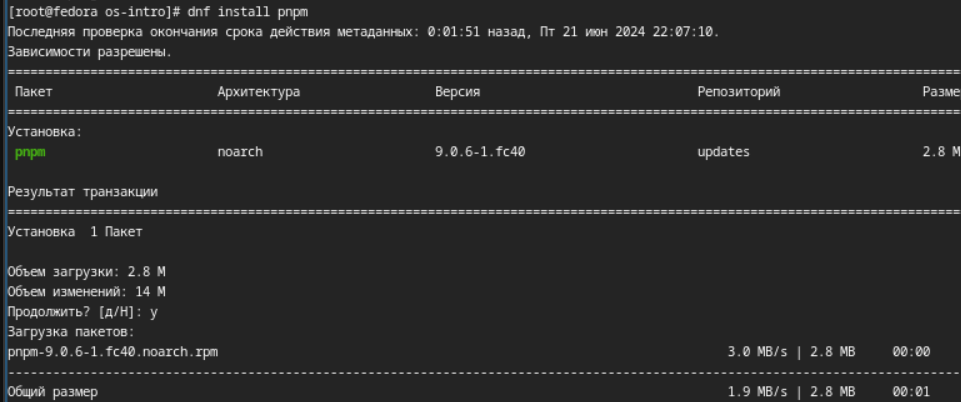 [root@fedora os-intro]# dnf install pnpm
Последняя проверка окончания срока действия метаданных: 0:01:51 назад, Пт 21 июн 2024 22:07:10.
Зависимости разрешены.
================================================================================
Пакет Архитектура Версия Репозиторий Разме
================================================================================
Установка:
pnpm noarch 9.0.6-1.fc40 updates 2.8 M
Результат транзакции
================================================================================
Установка 1 Пакет
Объем загрузки: 2.8 M
Объем изменений: 14 M
Продолжить? [д/Н]: y
Загрузка пакетов:
pnpm-9.0.6-1.fc40.noarch.rpm 3.0 MB/s | 2.8 MB 00:00
--------------------------------------------------------------------------------
Общий размер 1.9 MB/s | 2.8 MB 00:01